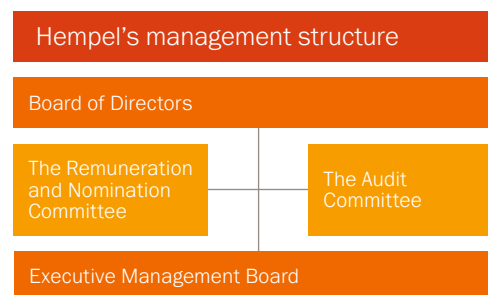 Hempel’s management structure
Board of Directors
The Remuneration
and Nomination
Committee
The Audit
Committee
Executive Management Board